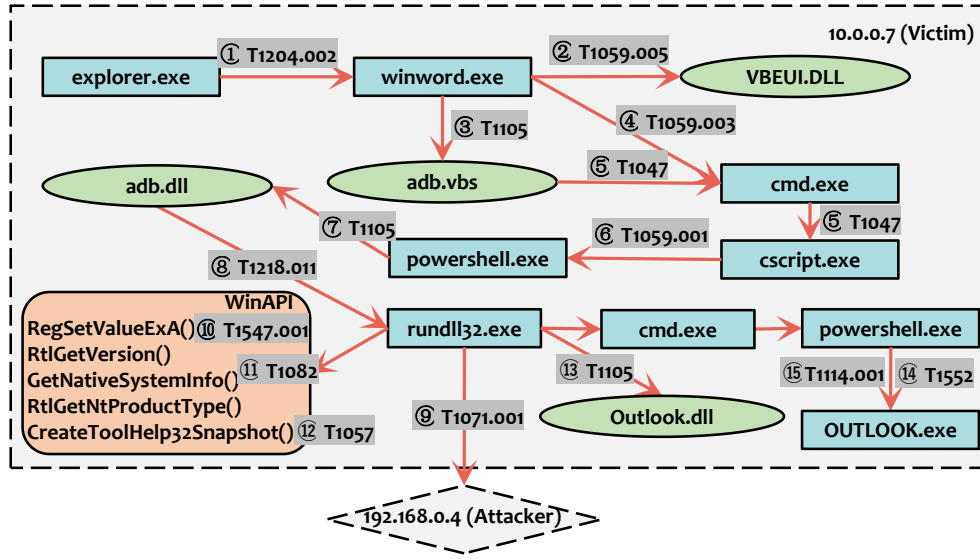 10.0.0.7 (Victim)
① T1204.002
② T1059.005
explorer.exe
winword.exe
VBEUI.DLL
③ T1105
④ T1059.003
adb.dll
adb.vbs
⑤ T1047
cmd.exe
⑦ T1105
⑥ T1059.001
⑤ T1047
powershell.exe
cscript.exe
⑧ T1218.011
WinAPI
RegSetValueExA()
⑩ T1547.001
RtlGetVersion()
GetNativeSystemInfo()
⑪ T1082
RtlGetNtProductType()
CreateToolHelp32Snapshot()
⑫ T1057
rundll32.exe
cmd.exe
powershell.exe
⑬ T1105
⑮ T1114.001
⑭ T1552
⑨ T1071.001
Outlook.dll
OUTLOOK.exe
192.168.0.4 (Attacker)